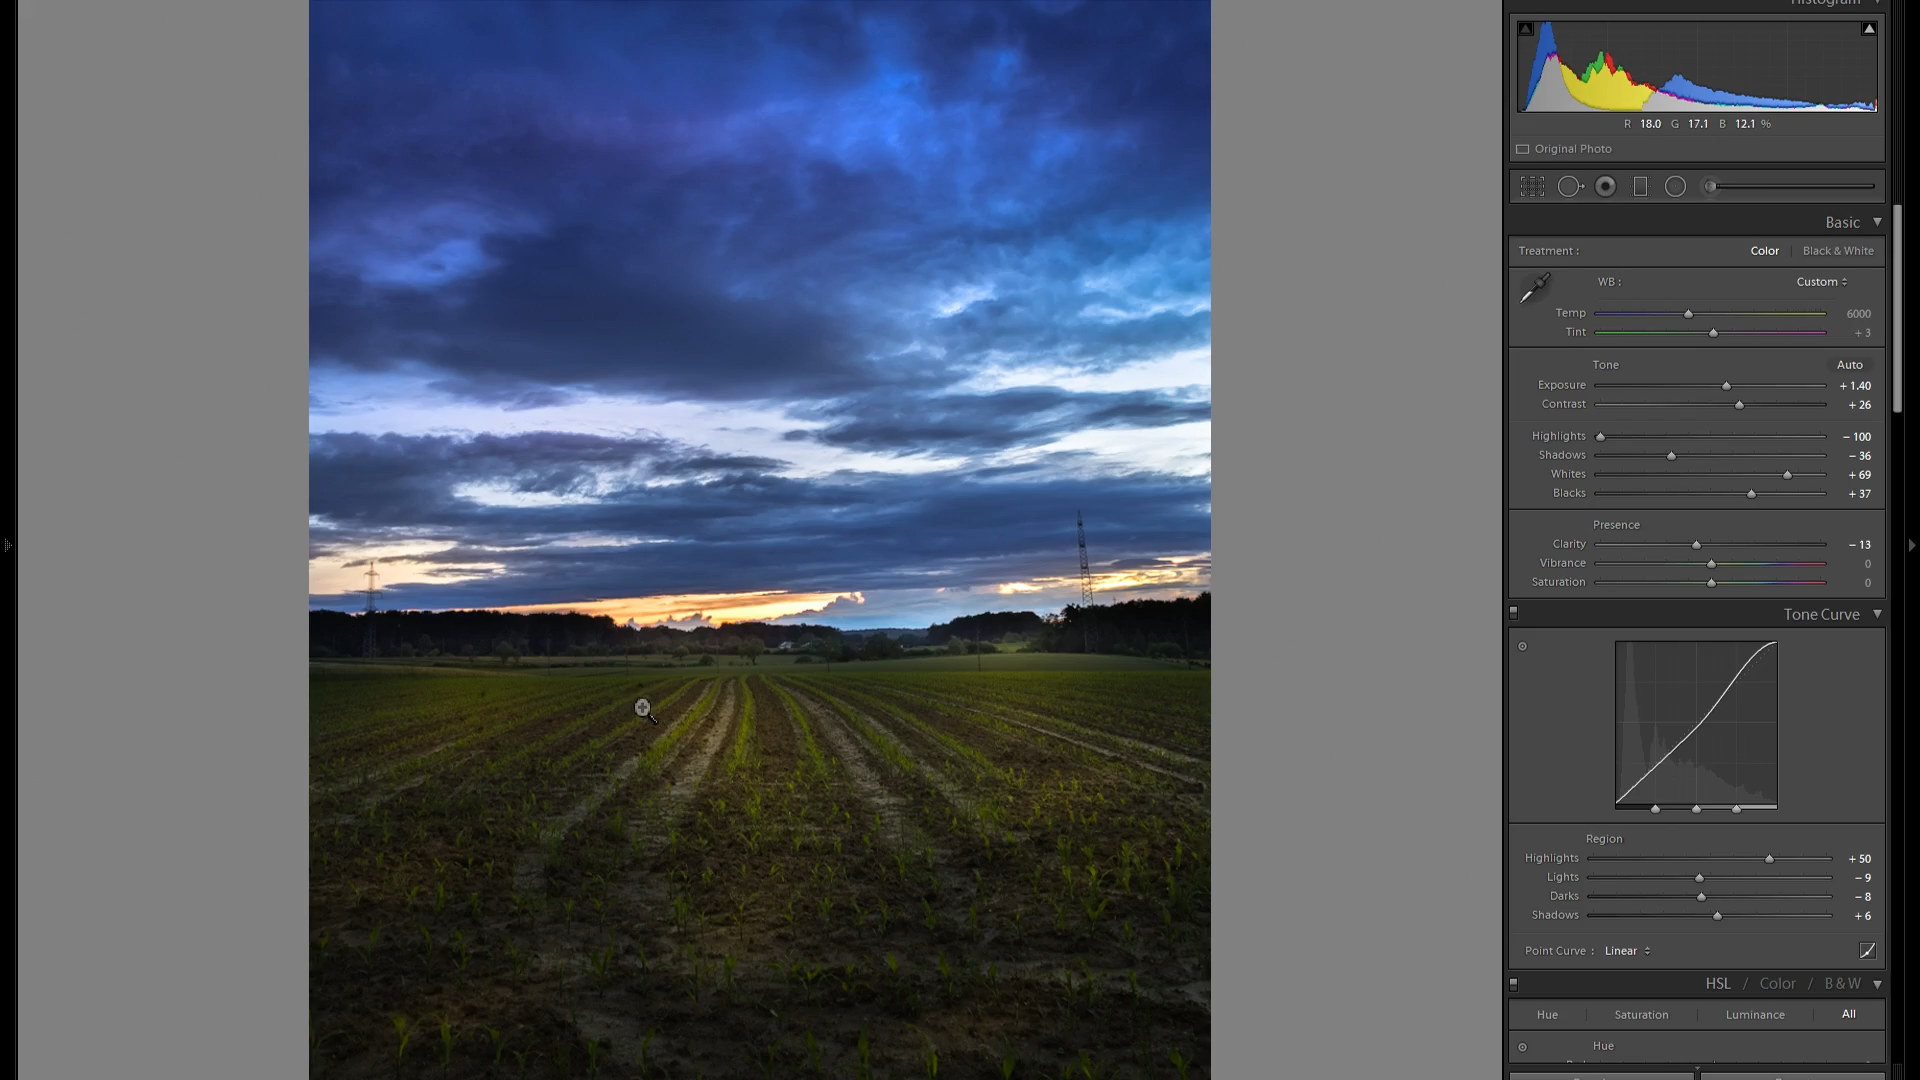 Histogram
R 18.0 G 17.1 B 12.1 %
Original Photo
Basic
Treatment : Color Black & White
WB : Custom
Temp 6000
Tint + 3
Tone Auto
Exposure + 1.40
Contrast + 26
Highlights − 100
Shadows − 36
Whites + 69
Blacks + 37
Presence
Clarity − 13
Vibrance 0
Saturation 0
Tone Curve
Region
Highlights + 50
Lights − 9
Darks − 8
Shadows + 6
Point Curve : Linear
HSL / Color / B & W
Hue Saturation Luminance All
Hue